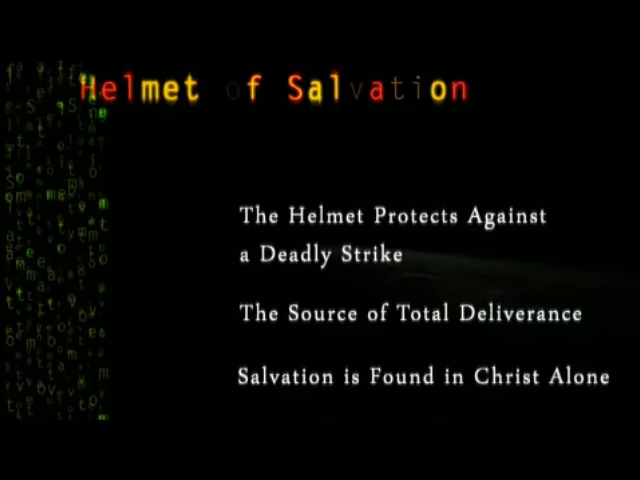 Helmet of Salvation
The Helmet Protects Against
a Deadly Strike
The Source of Total Deliverance
Salvation is Found in Christ Alone